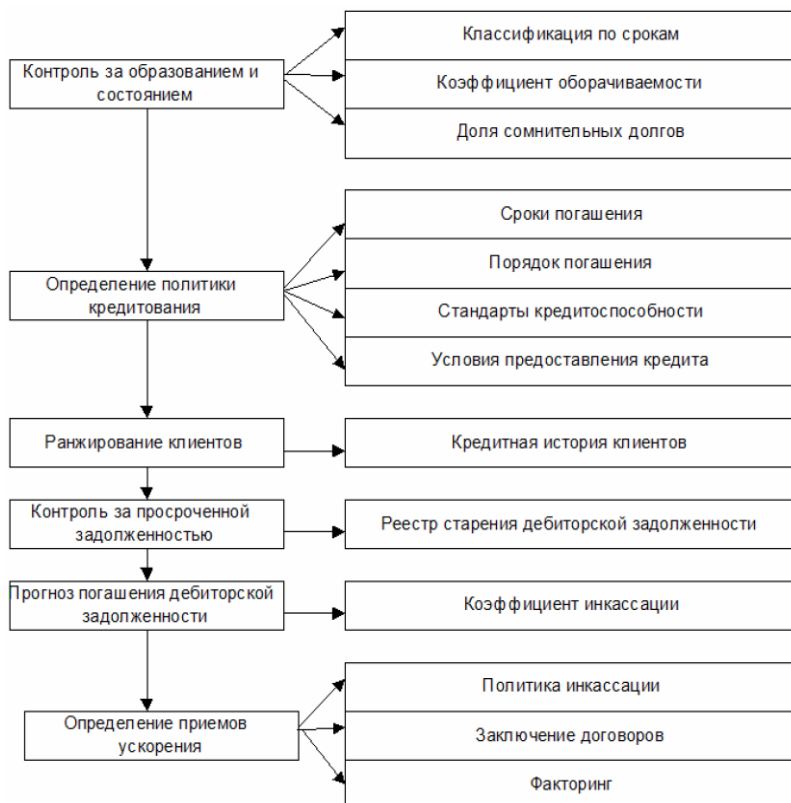 Классификация по срокам
Контроль за образованием и
состоянием
Коэффициент оборачиваемости
Доля сомнительных долгов
Сроки погашения
Порядок погашения
Определение политики
кредитования
Стандарты кредитоспособности
Условия предоставления кредита
Ранжирование клиентов
Кредитная история клиентов
Контроль за просроченной
задолженностью
Реестр старения дебиторской задолженности
Прогноз погашения дебиторской
задолженности
Коэффициент инкассации
Политика инкассации
Определение приемов
ускорения
Заключение договоров
Факторинг